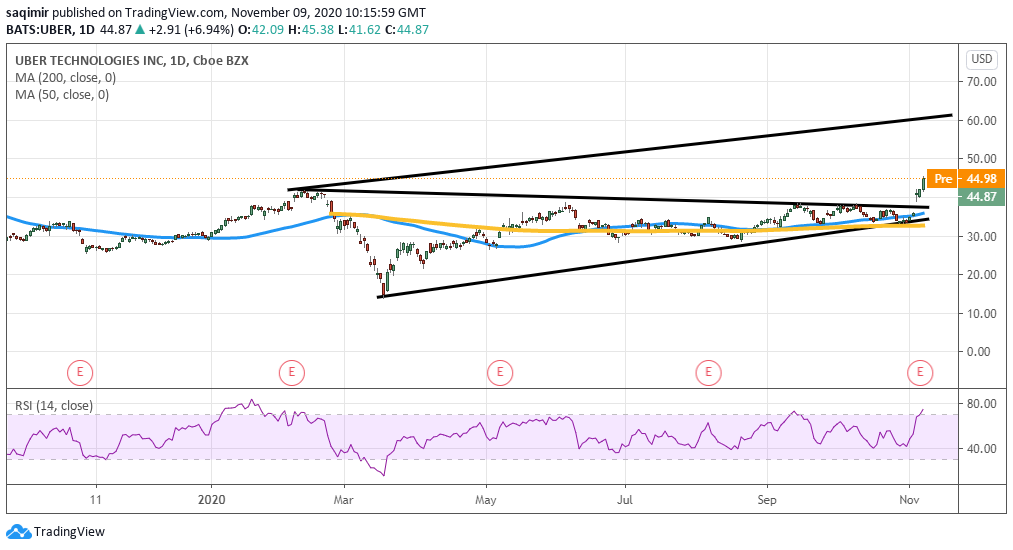 saqimir published on TradingView.com, November 09, 2020 10:15:59 GMT
BATS:UBER, 1D 44.87 ▲ +2.91 (+6.94%) O:42.09 H:45.38 L:41.62 C:44.87
UBER TECHNOLOGIES INC, 1D, Cboe BZX
MA (200, close, 0)
MA (50, close, 0)
USD
70.00
60.00
50.00
Pre 44.98
44.87
30.00
20.00
10.00
0.00
E E E E E
RSI (14, close)
80.00
40.00
11 2020 Mar May Jul Sep Nov
TradingView